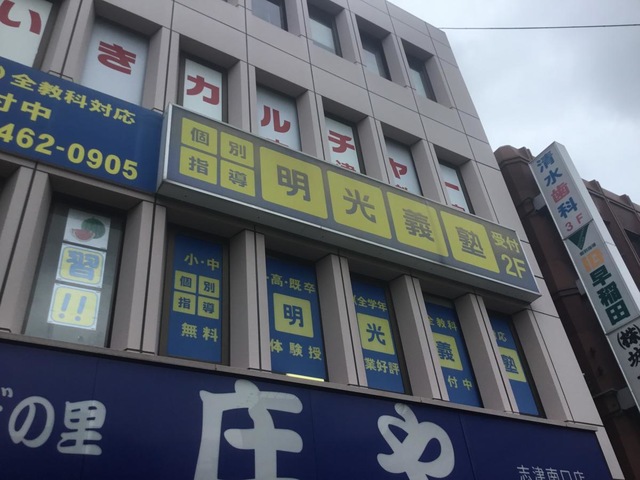 いきカルチャー
全教科対応
付中
462-0905
個別
指導
明光義塾
受付
2F
習
!!
小・中
個別
指導
無料
高・既卒
明
体験授
全学年
光
業好評
全教科
義
付中
応
塾
の里
庄や
志津南口店
清水歯科
3F
早稲田